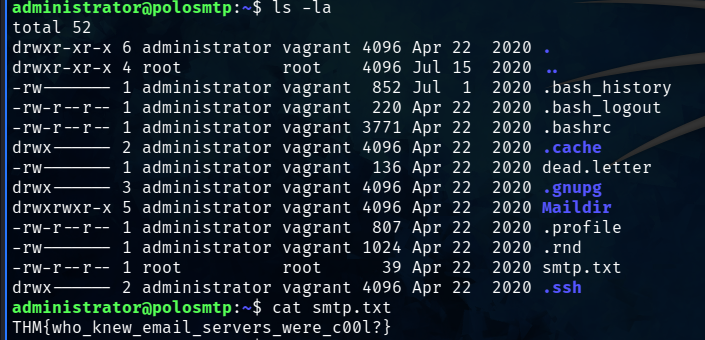 administrator@polosmtp:~$ ls -la
total 52
drwxr-xr-x 6 administrator vagrant 4096 Apr 22  2020 .
drwxr-xr-x 4 root          root    4096 Jul 15  2020 ..
-rw------- 1 administrator vagrant  852 Jul  1  2020 .bash_history
-rw-r--r-- 1 administrator vagrant  220 Apr 22  2020 .bash_logout
-rw-r--r-- 1 administrator vagrant 3771 Apr 22  2020 .bashrc
drwx------ 2 administrator vagrant 4096 Apr 22  2020 .cache
-rw------- 1 administrator vagrant  136 Apr 22  2020 dead.letter
drwx------ 3 administrator vagrant 4096 Apr 22  2020 .gnupg
drwxrwxr-x 5 administrator vagrant 4096 Apr 22  2020 Maildir
-rw-r--r-- 1 administrator vagrant  807 Apr 22  2020 .profile
-rw------- 1 administrator vagrant 1024 Apr 22  2020 .rnd
-rw-r--r-- 1 root          root      39 Apr 22  2020 smtp.txt
drwx------ 2 administrator vagrant 4096 Apr 22  2020 .ssh
administrator@polosmtp:~$ cat smtp.txt
THM{who_knew_email_servers_were_c00l?}